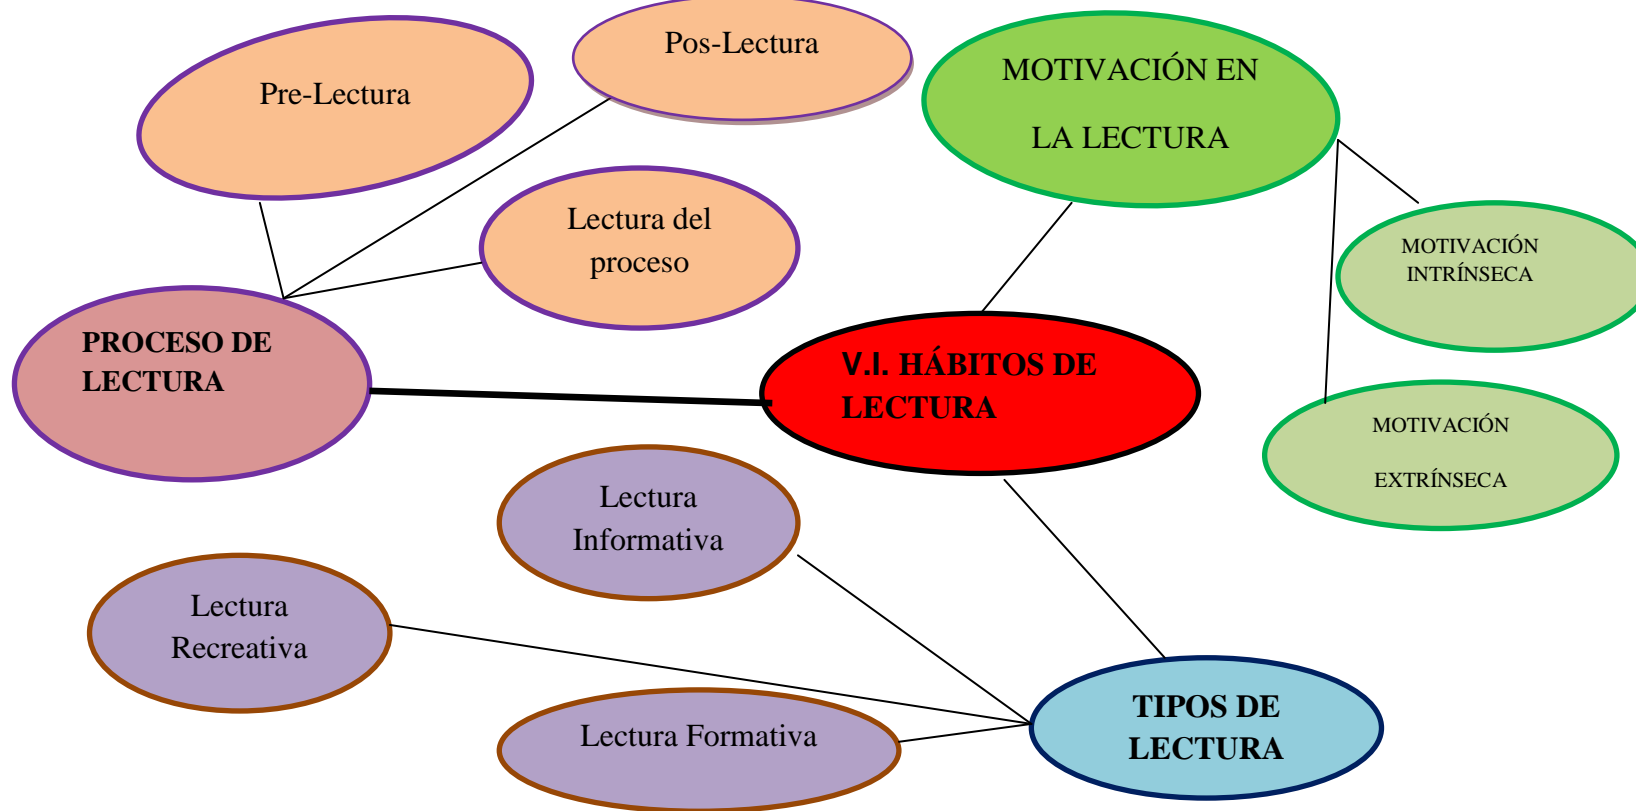 Pre-Lectura
Pos-Lectura
MOTIVACIÓN EN
LA LECTURA
Lectura del
proceso
MOTIVACIÓN
INTRÍNSECA
PROCESO DE
LECTURA
V.I. HÁBITOS DE
LECTURA
MOTIVACIÓN
EXTRÍNSECA
Lectura
Informativa
Lectura
Recreativa
Lectura Formativa
TIPOS DE
LECTURA